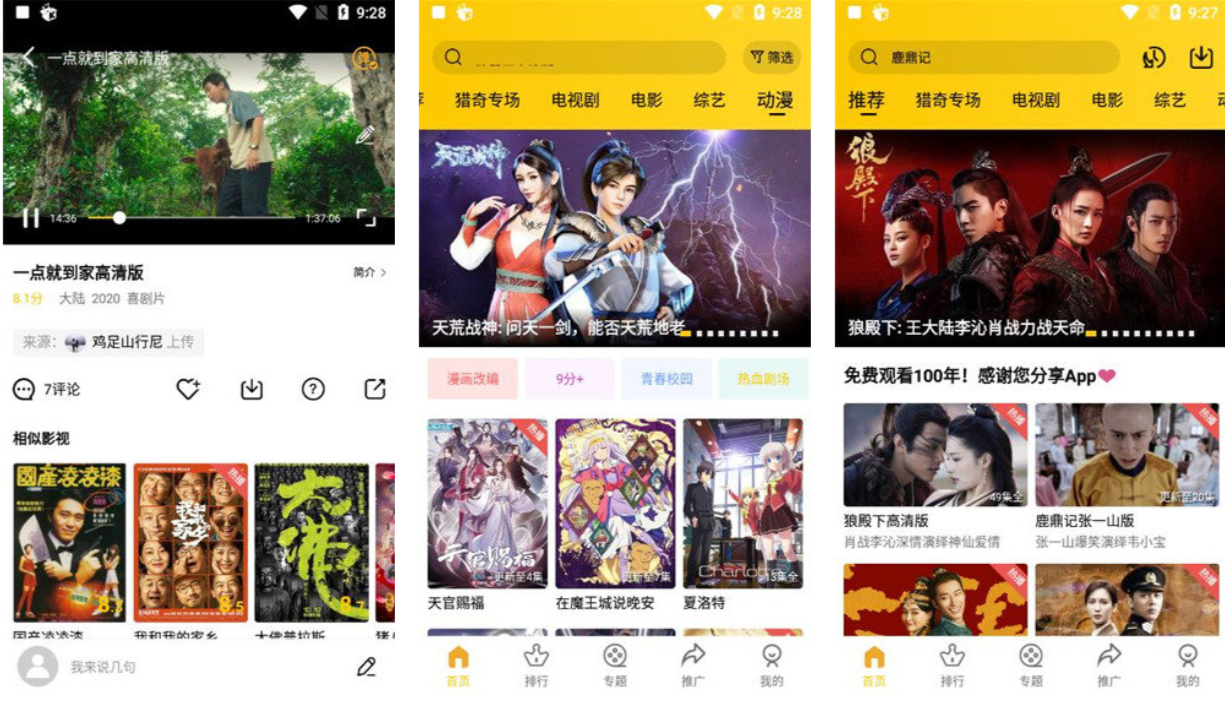 9:28
一点就到家高清版
弹
14:36
1:37:06
一点就到家高清版
简介 >
8.1分 大陆 2020 喜剧片
来源: 鸡足山行尼 上传
7评论
相似影视
國產凌凌漆
热播
我和我的家乡
大佛
8.3
8.5
8.7
国产凌凌漆
我和我的家乡
大佛普拉斯
我来说几句
9:28
筛选
猎奇专场
电视剧
电影
综艺
动漫
天荒战神
天荒战神: 问天一剑，能否天荒地老
漫画改编
9分+
青春校园
热血剧场
热播
天官赐福
更新至4集
更新至7集
Charlotte
13集全
天官赐福
在魔王城说晚安
夏洛特
首页
排行
专题
推广
我的
9:27
鹿鼎记
推荐
猎奇专场
电视剧
电影
综艺
狼殿下
狼殿下: 王大陆李沁肖战力战天命
免费观看100年！感谢您分享App
热播
49集全
热播
更新至20集
狼殿下高清版
鹿鼎记张一山版
肖战李沁深情演绎神仙爱情
张一山爆笑演绎韦小宝
热播
热播
首页
排行
专题
推广
我的